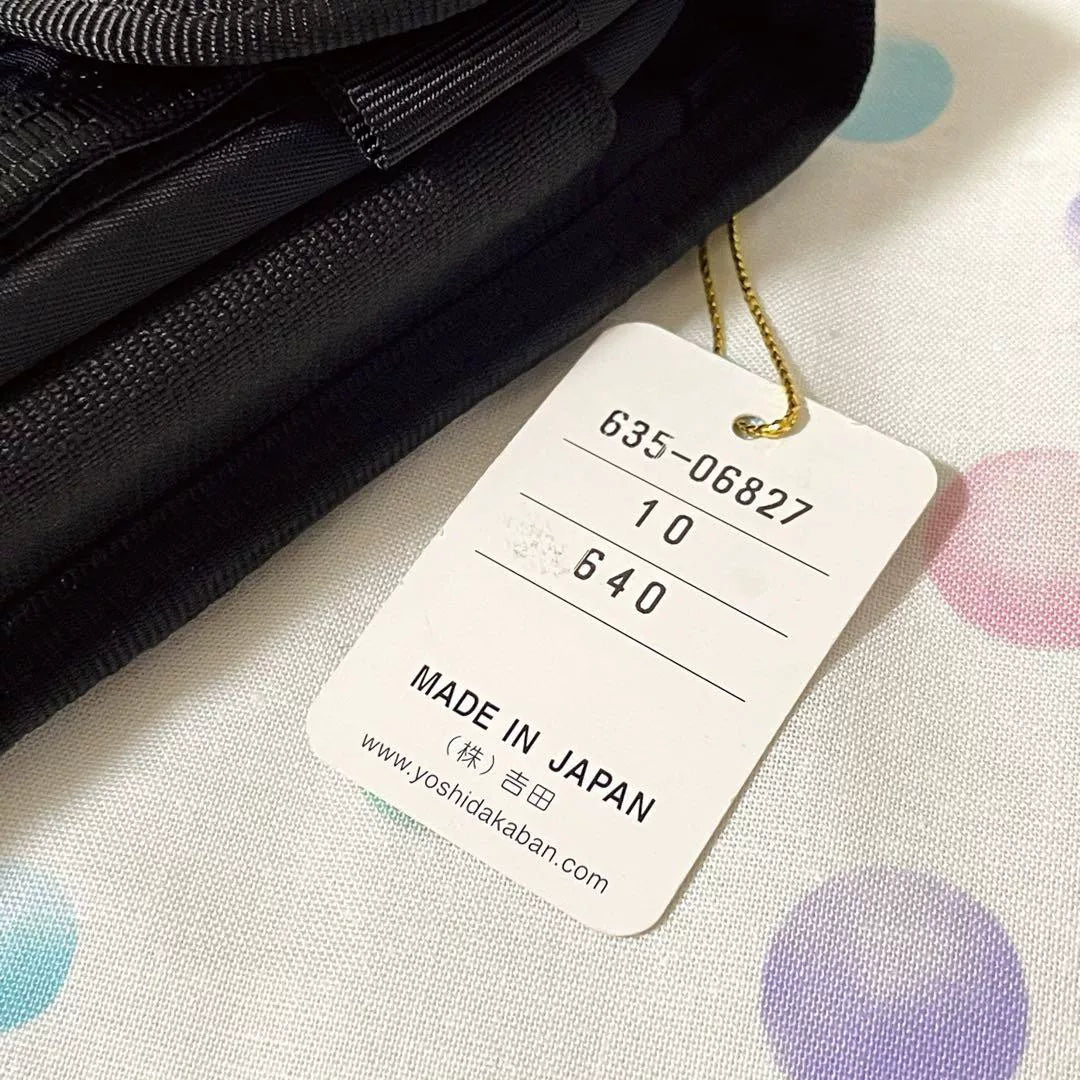 635-06827
10
640
MADE IN JAPAN
（株）吉田
www.yoshidakaban.com